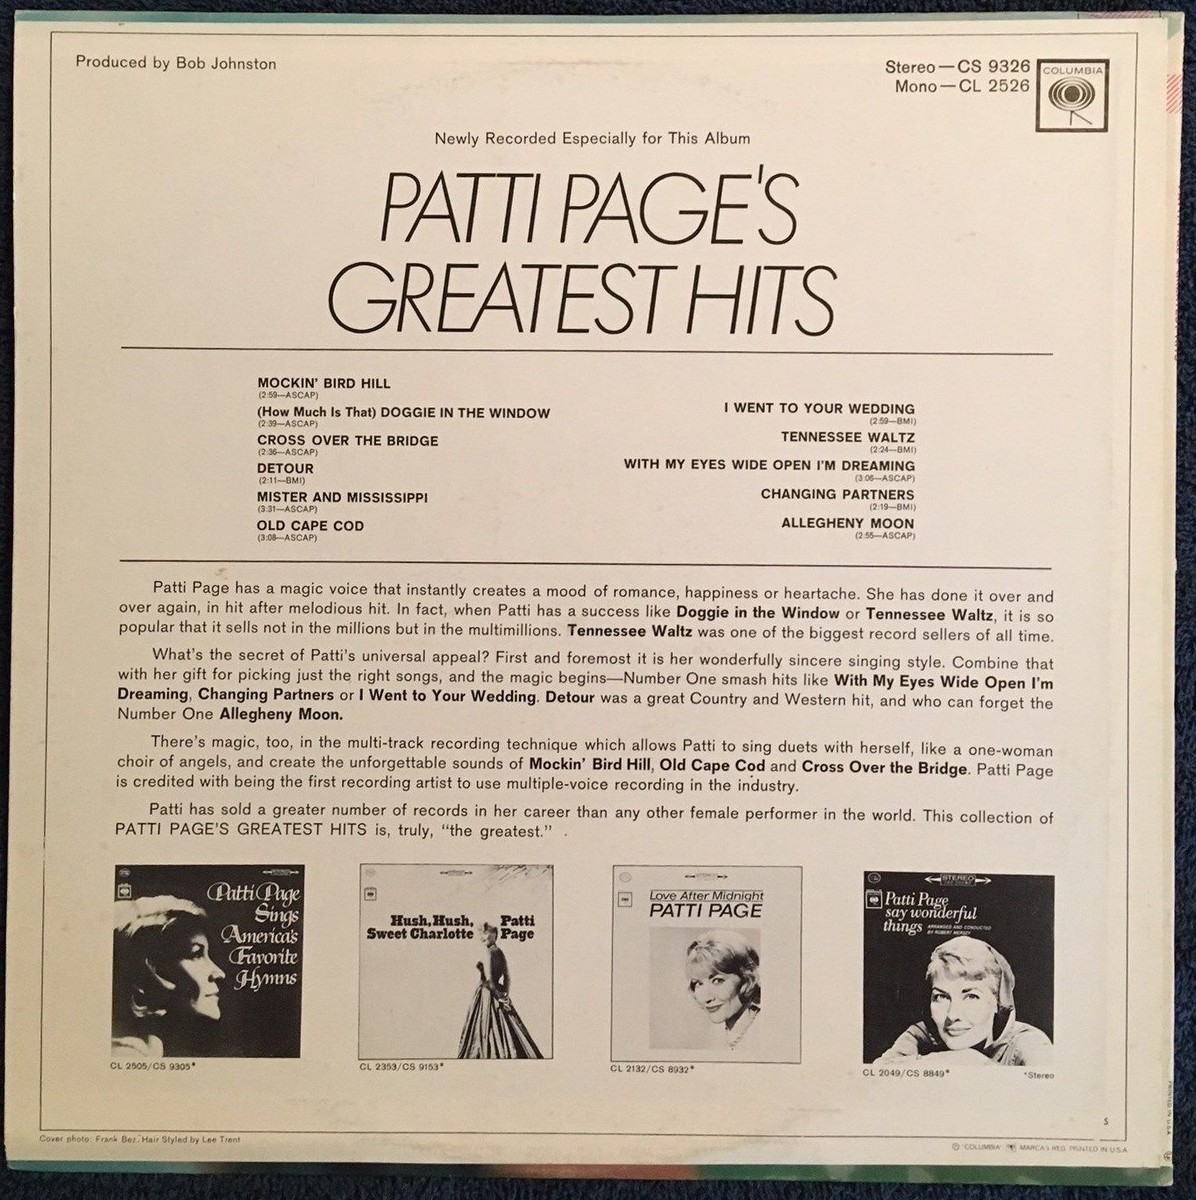 Produced by Bob Johnston
Stereo—CS 9326
Mono—CL 2526
COLUMBIA
Newly Recorded Especially for This Album
PATTI PAGE'S
GREATEST HITS
MOCKIN' BIRD HILL
(2:59—ASCAP)
(How Much Is That) DOGGIE IN THE WINDOW
(2:39—ASCAP)
CROSS OVER THE BRIDGE
(2:36—ASCAP)
DETOUR
(2:11—BMI)
MISTER AND MISSISSIPPI
(3:31—ASCAP)
OLD CAPE COD
(3:08—ASCAP)
I WENT TO YOUR WEDDING
(2:59—BMI)
TENNESSEE WALTZ
(2:24—BMI)
WITH MY EYES WIDE OPEN I'M DREAMING
(3:06—ASCAP)
CHANGING PARTNERS
(2:19—BMI)
ALLEGHENY MOON
(2:55—ASCAP)
Patti Page has a magic voice that instantly creates a mood of romance, happiness or heartache. She has done it over and
over again, in hit after melodious hit. In fact, when Patti has a success like Doggie in the Window or Tennessee Waltz, it is so
popular that it sells not in the millions but in the multimillions. Tennessee Waltz was one of the biggest record sellers of all time.
What's the secret of Patti's universal appeal? First and foremost it is her wonderfully sincere singing style. Combine that
with her gift for picking just the right songs, and the magic begins—Number One smash hits like With My Eyes Wide Open I'm
Dreaming, Changing Partners or I Went to Your Wedding. Detour was a great Country and Western hit, and who can forget the
Number One Allegheny Moon.
There's magic, too, in the multi-track recording technique which allows Patti to sing duets with herself, like a one-woman
choir of angels, and create the unforgettable sounds of Mockin' Bird Hill, Old Cape Cod and Cross Over the Bridge. Patti Page
is credited with being the first recording artist to use multiple-voice recording in the industry.
Patti has sold a greater number of records in her career than any other female performer in the world. This collection of
PATTI PAGE'S GREATEST HITS is, truly, "the greatest."
Patti Page
Sings
America's
Favorite
Hymns
CL 2505/CS 9305*
Hush, Hush,
Sweet Charlotte
Patti
Page
CL 2353/CS 9153*
Love After Midnight
PATTI PAGE
CL 2132/CS 8932*
STEREO
Patti Page
say wonderful
things
ARRANGED AND CONDUCTED
BY ROBERT MERSEY
CL 2049/CS 8849*
*Stereo
S
Cover photo: Frank Bez. Hair Styled by Lee Trent
© "COLUMBIA" MARCAS REG. PRINTED IN U.S.A.
PRINTED IN U.S.A.